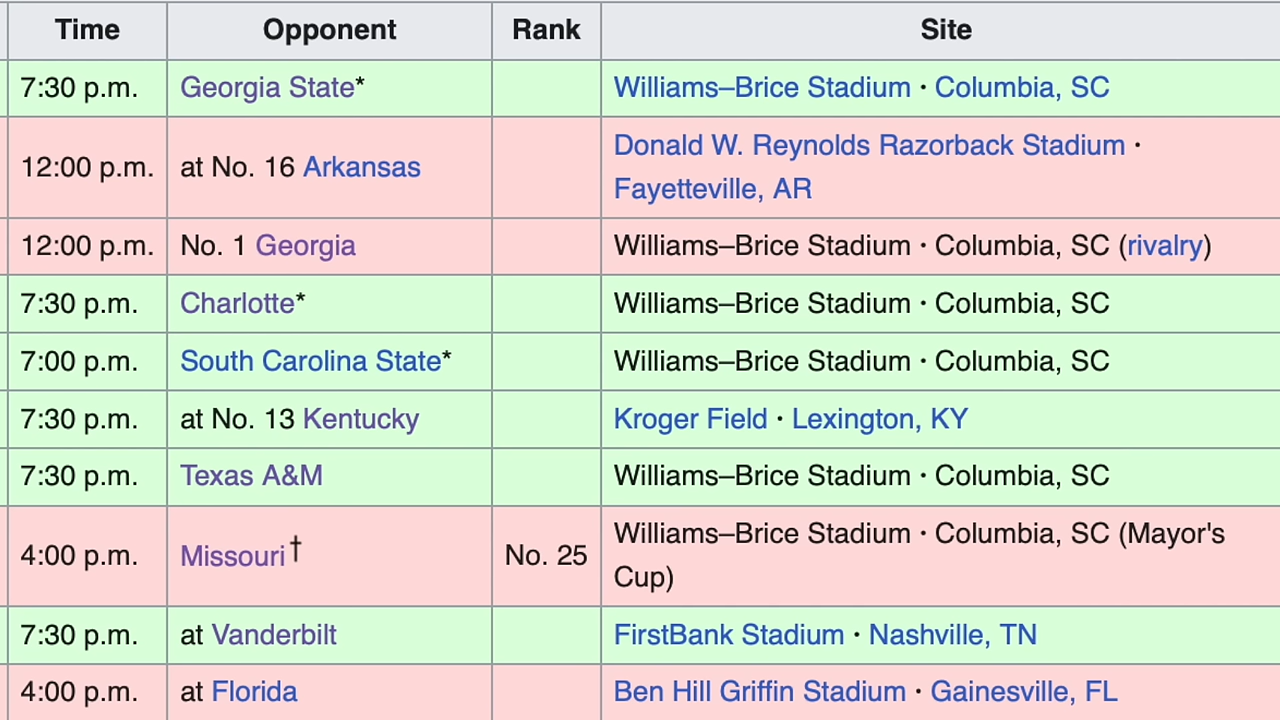 Time Opponent Rank Site
7:30 p.m. Georgia State* Williams–Brice Stadium · Columbia, SC
12:00 p.m. at No. 16 Arkansas Donald W. Reynolds Razorback Stadium ·
Fayetteville, AR
12:00 p.m. No. 1 Georgia Williams–Brice Stadium · Columbia, SC (rivalry)
7:30 p.m. Charlotte* Williams–Brice Stadium · Columbia, SC
7:00 p.m. South Carolina State* Williams–Brice Stadium · Columbia, SC
7:30 p.m. at No. 13 Kentucky Kroger Field · Lexington, KY
7:30 p.m. Texas A&M Williams–Brice Stadium · Columbia, SC
4:00 p.m. Missouri† No. 25 Williams–Brice Stadium · Columbia, SC (Mayor's
Cup)
7:30 p.m. at Vanderbilt FirstBank Stadium · Nashville, TN
4:00 p.m. at Florida Ben Hill Griffin Stadium · Gainesville, FL